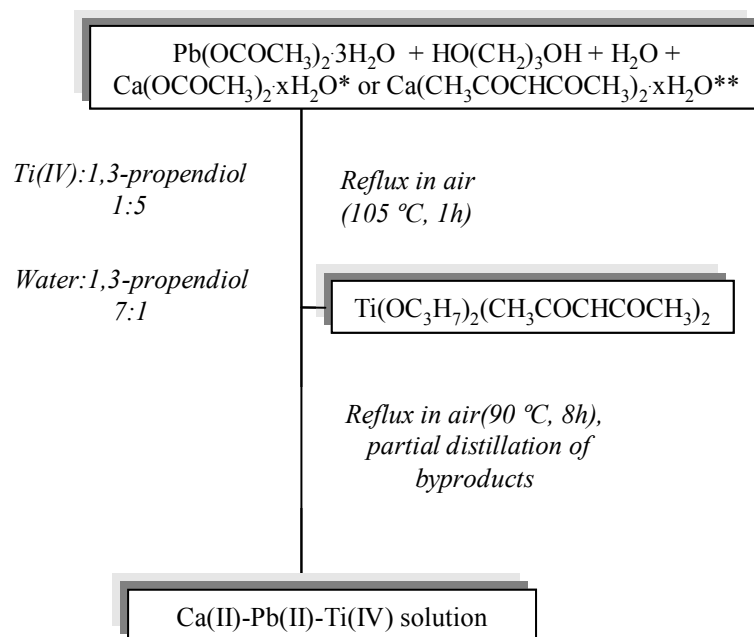 Pb(OCOCH₃)₂·3H₂O + HO(CH₂)₃OH + H₂O +
Ca(OCOCH₃)₂·xH₂O* or Ca(CH₃COCHCOCH₃)₂·xH₂O**
Ti(IV):1,3-propendiol
1:5
Reflux in air
(105 ºC, 1h)
Water:1,3-propendiol
7:1
Ti(OC₃H₇)₂(CH₃COCHCOCH₃)₂
Reflux in air(90 ºC, 8h),
partial distillation of
byproducts
Ca(II)-Pb(II)-Ti(IV) solution